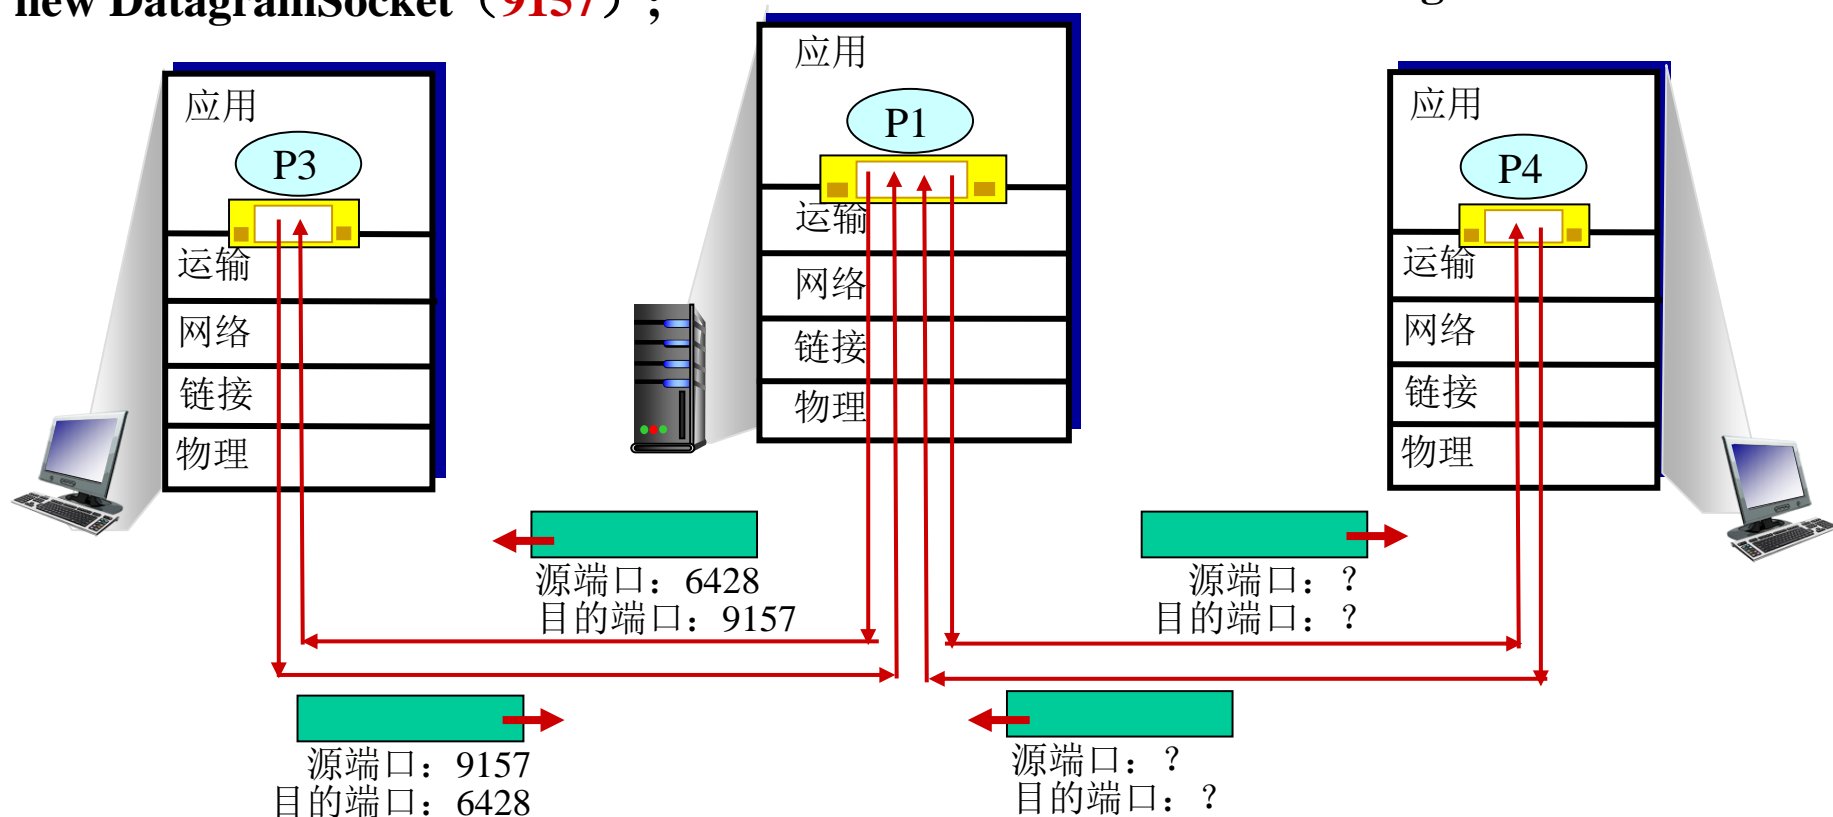 new DatagramSocket（9157）;
应用
P3
运输
网络
链接
物理
应用
P1
运输
网络
链接
物理
应用
P4
运输
网络
链接
物理
源端口：6428
目的端口：9157
源端口：？
目的端口：？
源端口：9157
目的端口：6428
源端口：？
目的端口：？